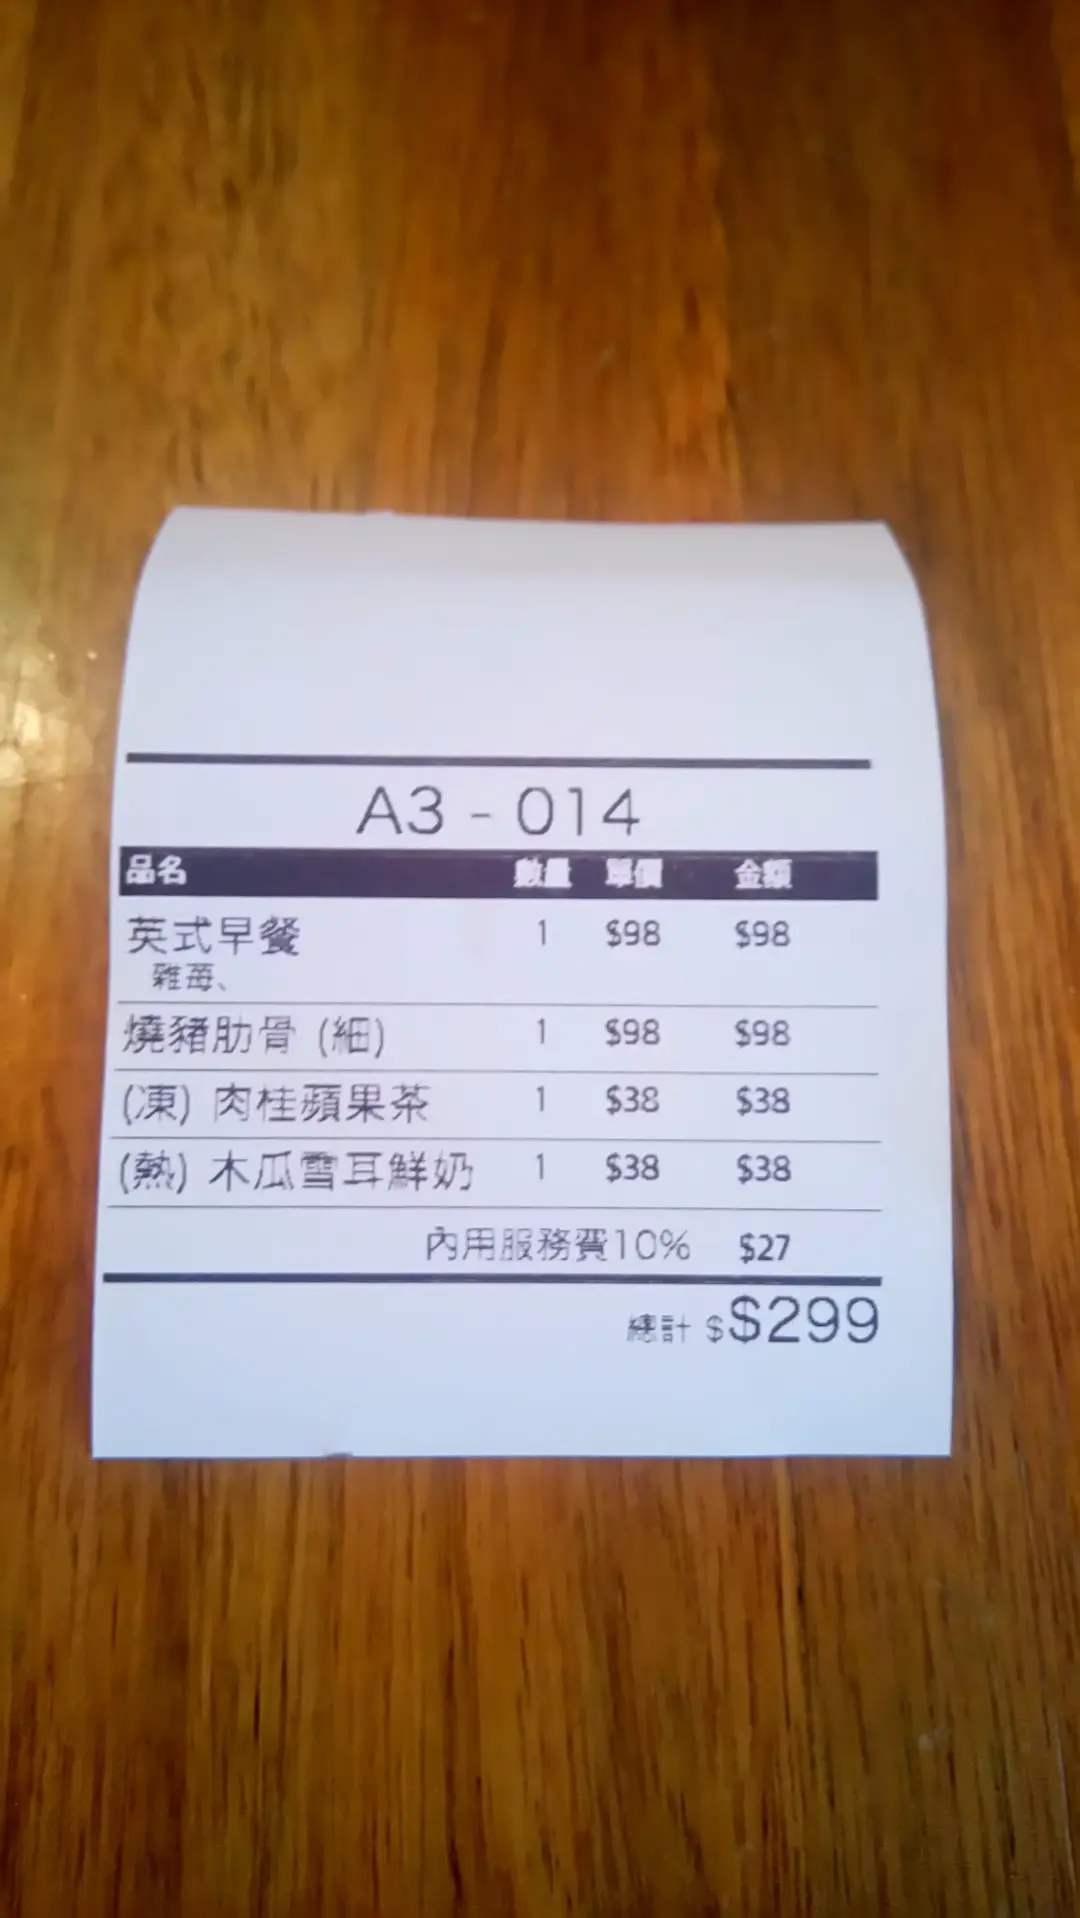 A3 - 014
品名 數量 單價 金額
英式早餐 1 $98 $98
雜莓、
燒豬肋骨 (細) 1 $98 $98
(凍) 肉桂蘋果茶 1 $38 $38
(熱) 木瓜雪耳鮮奶 1 $38 $38
內用服務費10% $27
總計 $$299